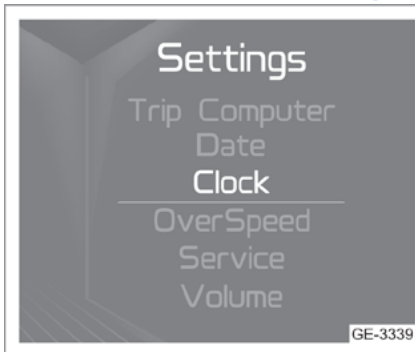 Settings
Trip Computer
Date
Clock
OverSpeed
Service
Volume
GE-3339